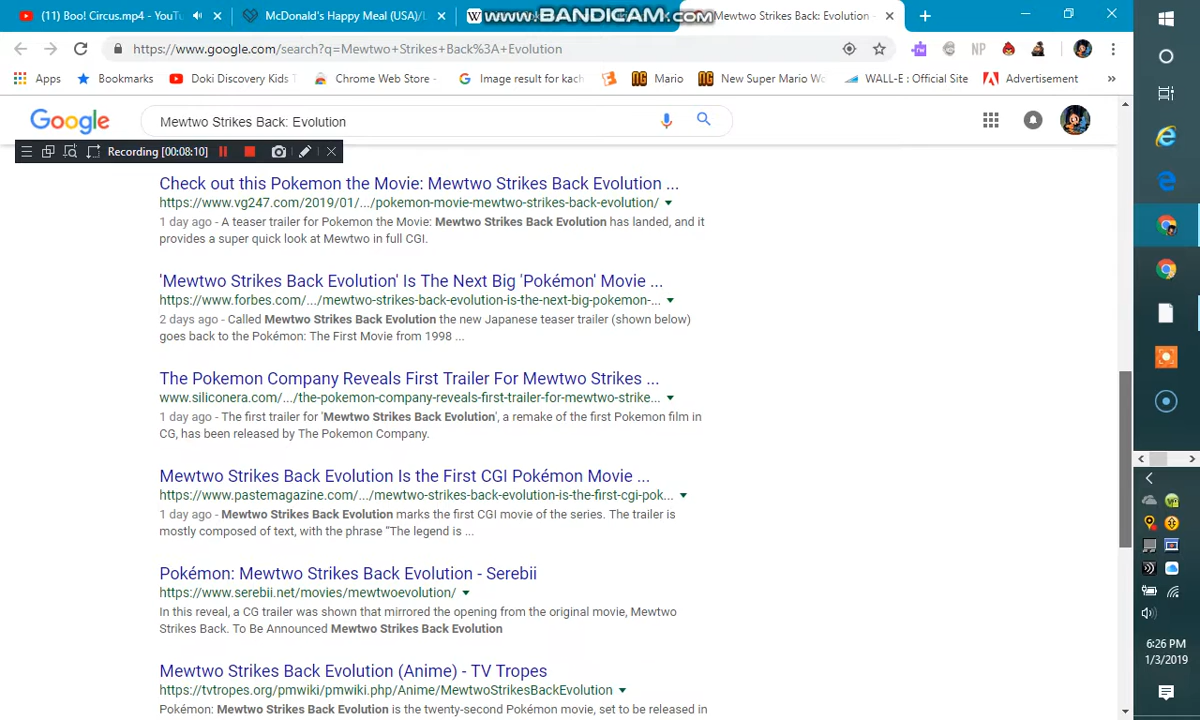 (11) Boo! Circus.mp4 - YouTu
McDonald's Happy Meal (USA)/L
W
www.BANDICAM.com
Mewtwo Strikes Back: Evolution -
https://www.google.com/search?q=Mewtwo+Strikes+Back%3A+Evolution
NP
Apps
Bookmarks
Doki Discovery Kids T
Chrome Web Store -
Image result for kach
Mario
New Super Mario Wo
WALL•E : Official Site
Advertisement
»
Google
Mewtwo Strikes Back: Evolution
Recording [00:08:10]
Check out this Pokemon the Movie: Mewtwo Strikes Back Evolution ...
https://www.vg247.com/2019/01/.../pokemon-movie-mewtwo-strikes-back-evolution/
1 day ago - A teaser trailer for Pokemon the Movie: Mewtwo Strikes Back Evolution has landed, and it
provides a super quick look at Mewtwo in full CGI.
'Mewtwo Strikes Back Evolution' Is The Next Big 'Pokémon' Movie ...
https://www.forbes.com/.../mewtwo-strikes-back-evolution-is-the-next-big-pokemon-...
2 days ago - Called Mewtwo Strikes Back Evolution the new Japanese teaser trailer (shown below)
goes back to the Pokémon: The First Movie from 1998 ...
The Pokemon Company Reveals First Trailer For Mewtwo Strikes ...
www.siliconera.com/.../the-pokemon-company-reveals-first-trailer-for-mewtwo-strike...
1 day ago - The first trailer for 'Mewtwo Strikes Back Evolution', a remake of the first Pokemon film in
CG, has been released by The Pokemon Company.
Mewtwo Strikes Back Evolution Is the First CGI Pokémon Movie ...
https://www.pastemagazine.com/.../mewtwo-strikes-back-evolution-is-the-first-cgi-pok...
1 day ago - Mewtwo Strikes Back Evolution marks the first CGI movie of the series. The trailer is
mostly composed of text, with the phrase “The legend is ...
Pokémon: Mewtwo Strikes Back Evolution - Serebii
https://www.serebii.net/movies/mewtwoevolution/
In this reveal, a CG trailer was shown that mirrored the opening from the original movie, Mewtwo
Strikes Back. To Be Announced Mewtwo Strikes Back Evolution
Mewtwo Strikes Back Evolution (Anime) - TV Tropes
https://tvtropes.org/pmwiki/pmwiki.php/Anime/MewtwoStrikesBackEvolution
Pokémon: Mewtwo Strikes Back Evolution is the twenty-second Pokémon movie, set to be released in
6:26 PM
1/3/2019